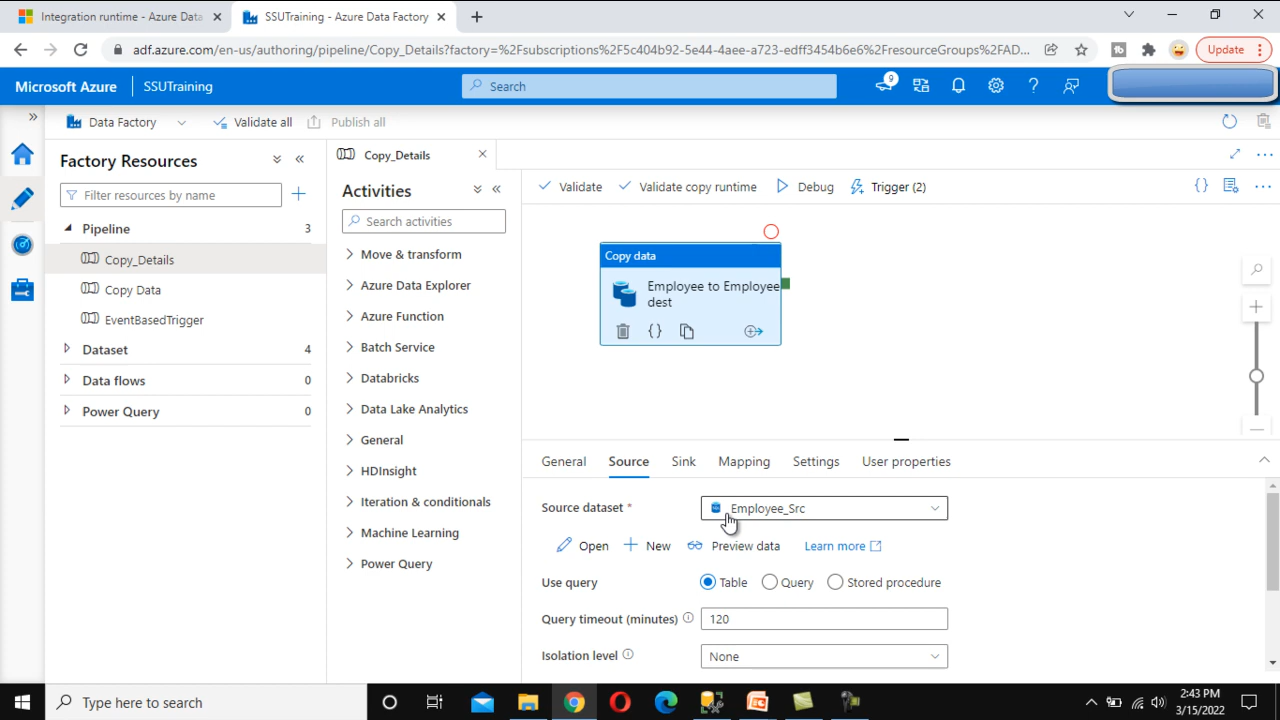 Integration runtime - Azure Data
SSUTraining - Azure Data Factory
adf.azure.com/en-us/authoring/pipeline/Copy_Details?factory=%2Fsubscriptions%2F5c404b92-5e44-4aee-a723-edff3454b6e6%2FresourceGroups%2FAD...
Update
Microsoft Azure
SSUTraining
Search
9
Data Factory
Validate all
Publish all
Factory Resources
Filter resources by name
Pipeline 3
Copy_Details
Copy Data
EventBasedTrigger
Dataset 4
Data flows 0
Power Query 0
Copy_Details
Activities
Search activities
Move & transform
Azure Data Explorer
Azure Function
Batch Service
Databricks
Data Lake Analytics
General
HDInsight
Iteration & conditionals
Machine Learning
Power Query
Validate
Validate copy runtime
Debug
Trigger (2)
{}
Copy data
Employee to Employee
dest
{}
General
Source
Sink
Mapping
Settings
User properties
Source dataset *
Employee_Src
Open
New
Preview data
Learn more
Use query
Table
Query
Stored procedure
Query timeout (minutes)
120
Isolation level
None
Type here to search
2:43 PM
3/15/2022